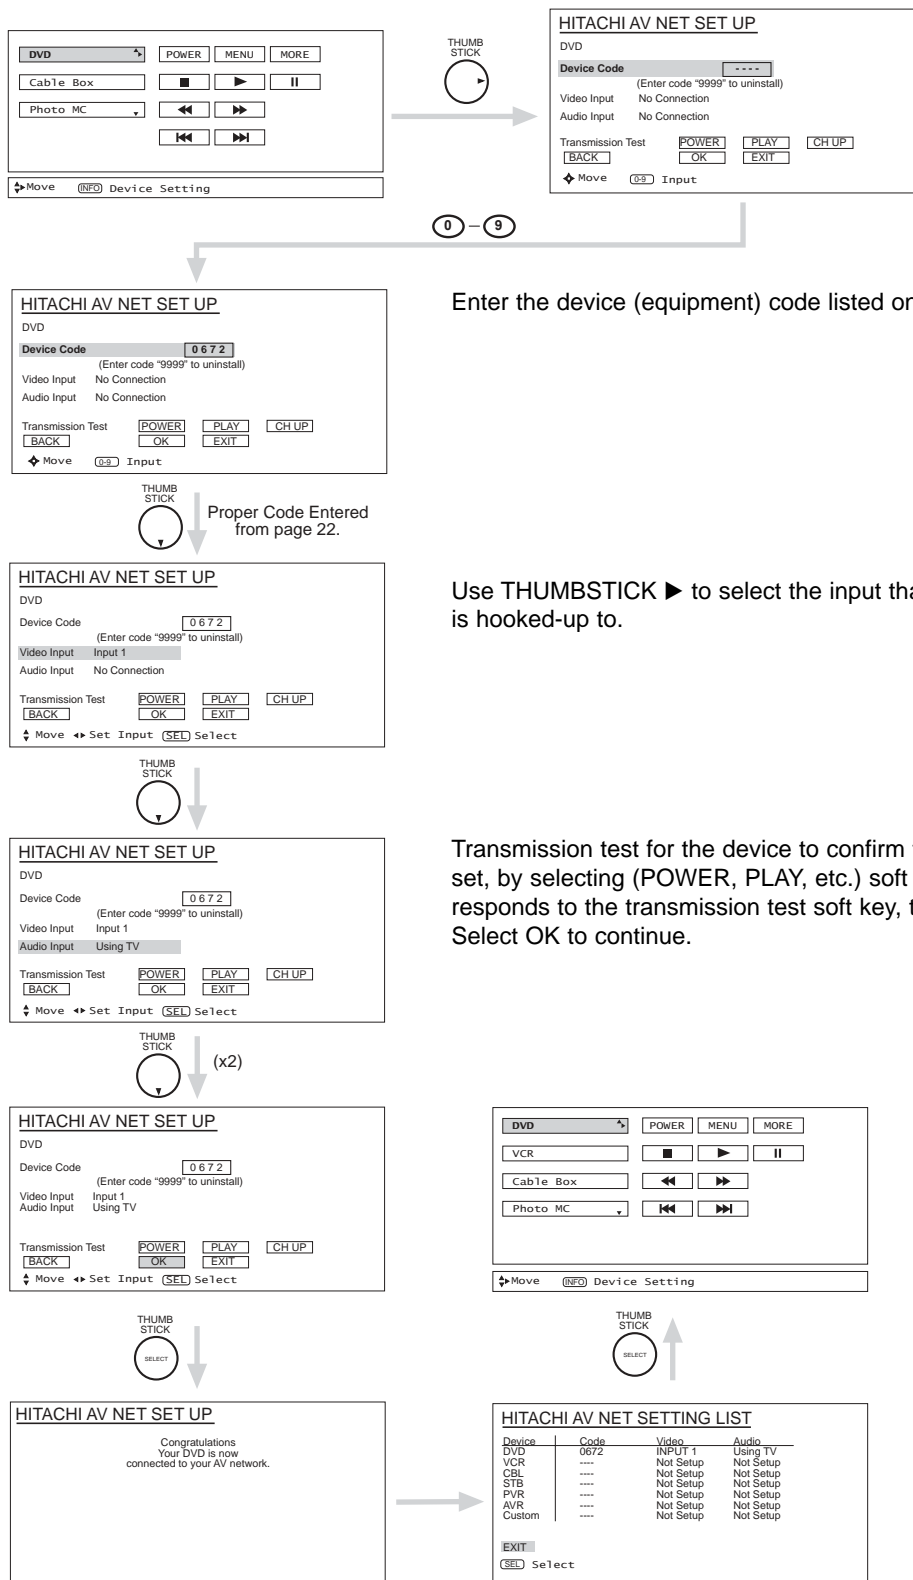 DVD POWER MENU MORE
Cable Box
Photo MC
Move INFO Device Setting
THUMB
STICK
HITACHI AV NET SET UP
DVD
Device Code ----
(Enter code "9999" to uninstall)
Video Input No Connection
Audio Input No Connection
Transmission Test POWER PLAY CH UP
BACK OK EXIT
Move 0-9 Input
0 – 9
HITACHI AV NET SET UP
DVD
Device Code 0672
(Enter code "9999" to uninstall)
Video Input No Connection
Audio Input No Connection
Transmission Test POWER PLAY CH UP
BACK OK EXIT
Move 0-9 Input
Enter the device (equipment) code listed
THUMB
STICK
Proper Code Entered
from page 22.
HITACHI AV NET SET UP
DVD
Device Code 0672
(Enter code "9999" to uninstall)
Video Input Input 1
Audio Input No Connection
Transmission Test POWER PLAY CH UP
BACK OK EXIT
Move Set Input SEL Select
Use THUMBSTICK ▶ to select the input
is hooked-up to.
THUMB
STICK
HITACHI AV NET SET UP
DVD
Device Code 0672
(Enter code "9999" to uninstall)
Video Input Input 1
Audio Input Using TV
Transmission Test POWER PLAY CH UP
BACK OK EXIT
Move Set Input SEL Select
Transmission test for the device to confirm
set, by selecting (POWER, PLAY, etc.) soft
responds to the transmission test soft key,
Select OK to continue.
THUMB
STICK
(x2)
HITACHI AV NET SET UP
DVD
Device Code 0672
(Enter code "9999" to uninstall)
Video Input Input 1
Audio Input Using TV
Transmission Test POWER PLAY CH UP
BACK OK EXIT
Move Set Input SEL Select
THUMB
STICK
SELECT
HITACHI AV NET SET UP
Congratulations
Your DVD is now
connected to your AV network.
HITACHI AV NET SETTING LIST
Device Code Video Audio
DVD 0672 INPUT 1 Using TV
VCR ---- Not Setup Not Setup
CBL ---- Not Setup Not Setup
STB ---- Not Setup Not Setup
PVR ---- Not Setup Not Setup
AVR ---- Not Setup Not Setup
Custom ---- Not Setup Not Setup
EXIT
SEL Select
THUMB
STICK
SELECT
DVD POWER MENU MORE
VCR
Cable Box
Photo MC
Move INFO Device Setting